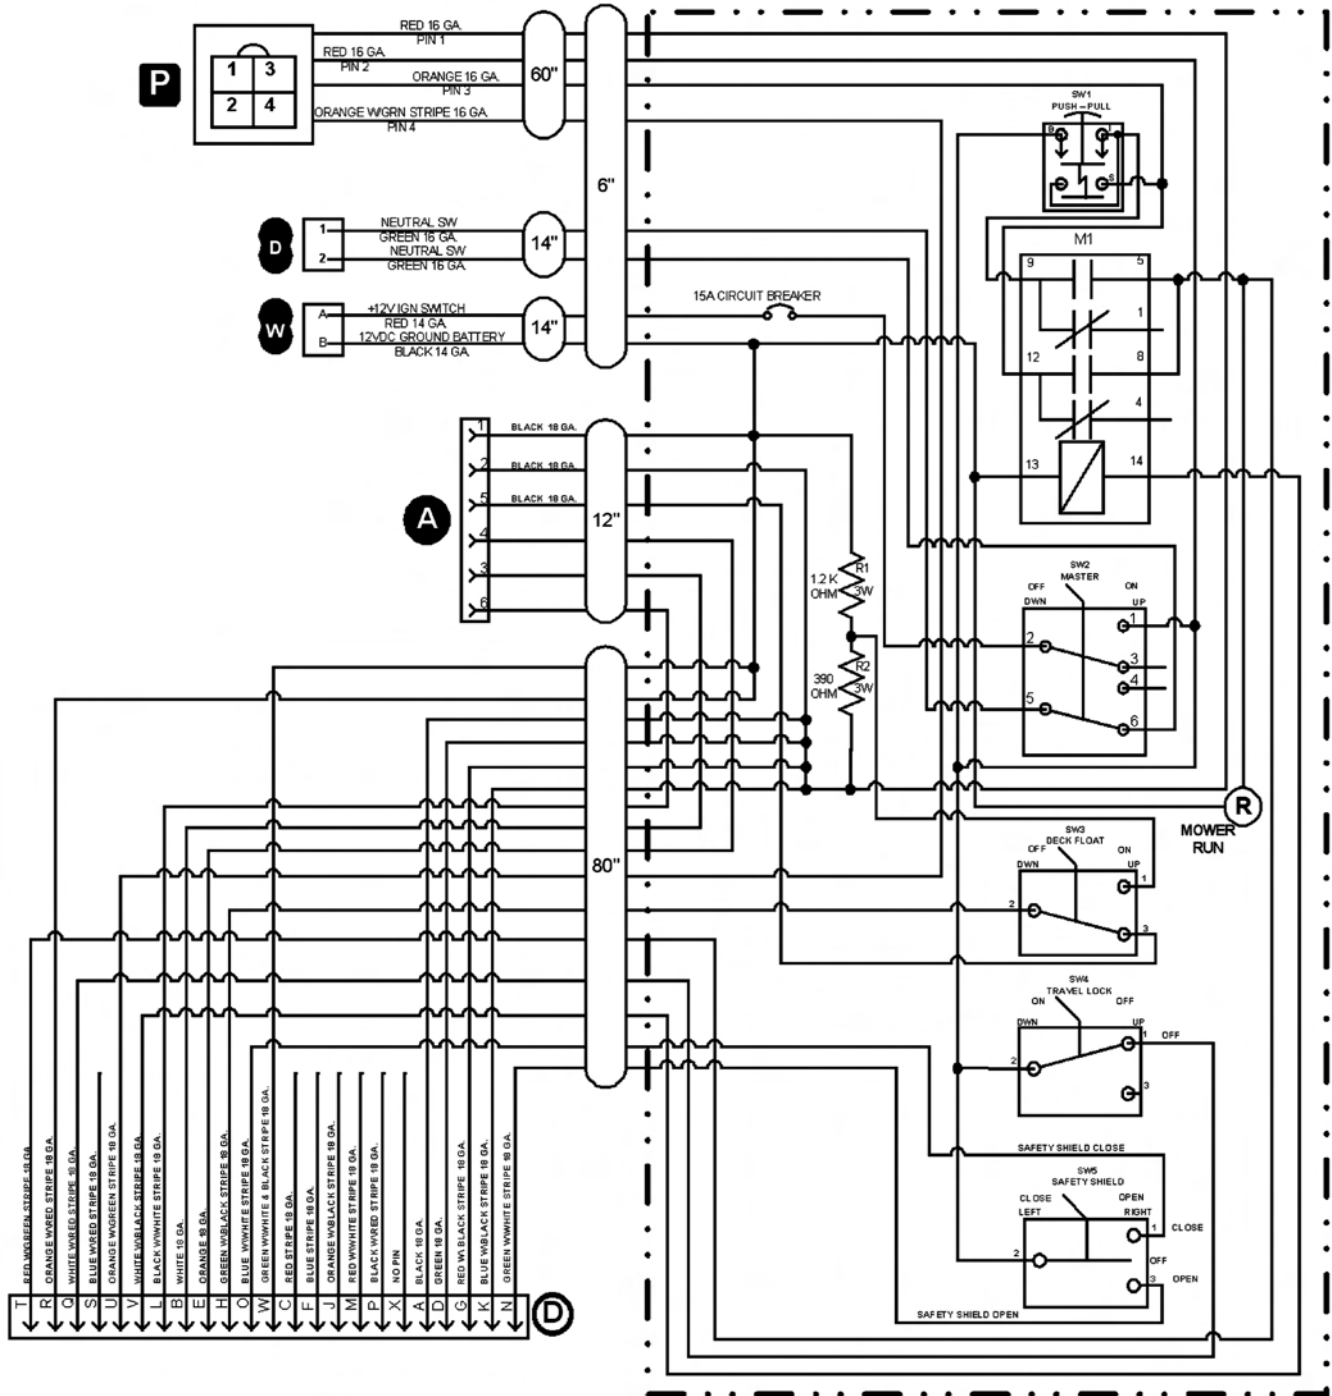 RED 16 GA.
PIN 1
RED 16 GA.
PIN 2
ORANGE 16 GA.
PIN 3
ORANGE W/GRN STRIPE 16 GA.
PIN 4
P
1 3
2 4
60"
6"
SW1
PUSH - PULL
B
I
S
D
1
2
NEUTRAL SW
GREEN 16 GA.
NEUTRAL SW
GREEN 16 GA.
14"
W
A
B
+12V IGN SWITCH
RED 14 GA.
12VDC GROUND BATTERY
BLACK 14 GA.
14"
15A CIRCUIT BREAKER
M1
9
5
1
12
8
4
13
14
A
1
BLACK 18 GA.
2
BLACK 18 GA.
5
BLACK 18 GA.
4
3
6
12"
1.2 K
OHM
R1
3W
390
OHM
R2
3W
SW2
MASTER
OFF
ON
DWN
UP
1
2
3
4
5
6
R
MOWER
RUN
80"
SW3
DECK FLOAT
OFF
ON
DWN
UP
1
2
3
SW4
TRAVEL LOCK
ON
OFF
DWN
UP
1
OFF
2
3
SAFETY SHIELD CLOSE
SW5
SAFETY SHIELD
CLOSE
OPEN
LEFT
RIGHT
1
CLOSE
2
OFF
3
OPEN
SAFETY SHIELD OPEN
RED W\GREEN STRIPE 18 GA.
ORANGE W\RED STRIPE 18 GA.
WHITE W\RED STRIPE 18 GA.
BLUE W\RED STRIPE 18 GA.
ORANGE W\GREEN STRIPE 18 GA.
WHITE W\BLACK STRIPE 18 GA.
BLACK W\WHITE STRIPE 18 GA.
WHITE 18 GA.
ORANGE 18 GA.
GREEN W\BLACK STRIPE 18 GA.
BLUE W\WHITE STRIPE 18 GA.
GREEN W\WHITE & BLACK STRIPE 18 GA.
RED STRIPE 18 GA.
BLUE STRIPE 18 GA.
ORANGE W\BLACK STRIPE 18 GA.
RED W\WHITE STRIPE 18 GA.
BLACK W\RED STRIPE 18 GA.
NO PIN
BLACK 18 GA.
GREEN 18 GA.
RED W\ BLACK STRIPE 18 GA.
BLUE W\BLACK STRIPE 18 GA.
GREEN W\WHITE STRIPE 18 GA.
T R Q S U V L B E H O W C F J M P X A D G K N
D